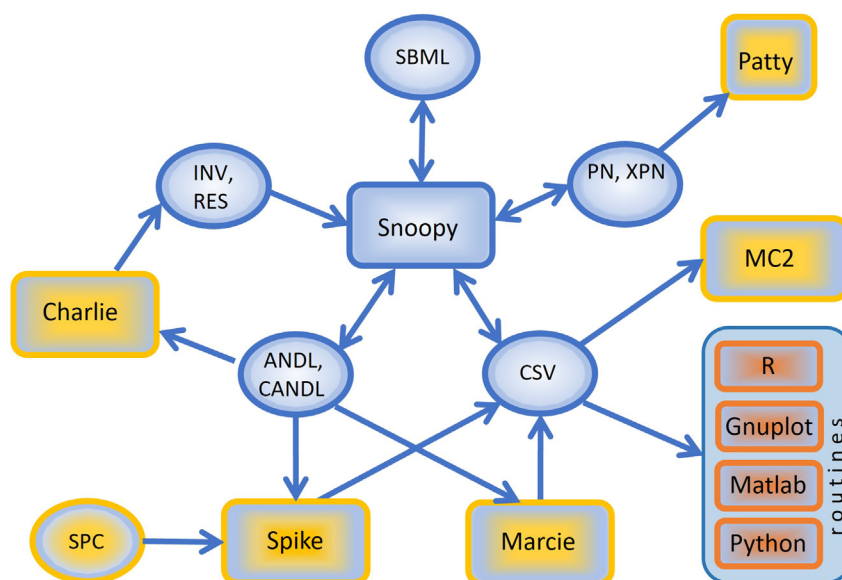 SBML
Patty
INV,
RES
PN, XPN
Snoopy
MC2
Charlie
ANDL,
CANDL
CSV
R
Gnuplot
Matlab
Python
routines
SPC
Spike
Marcie